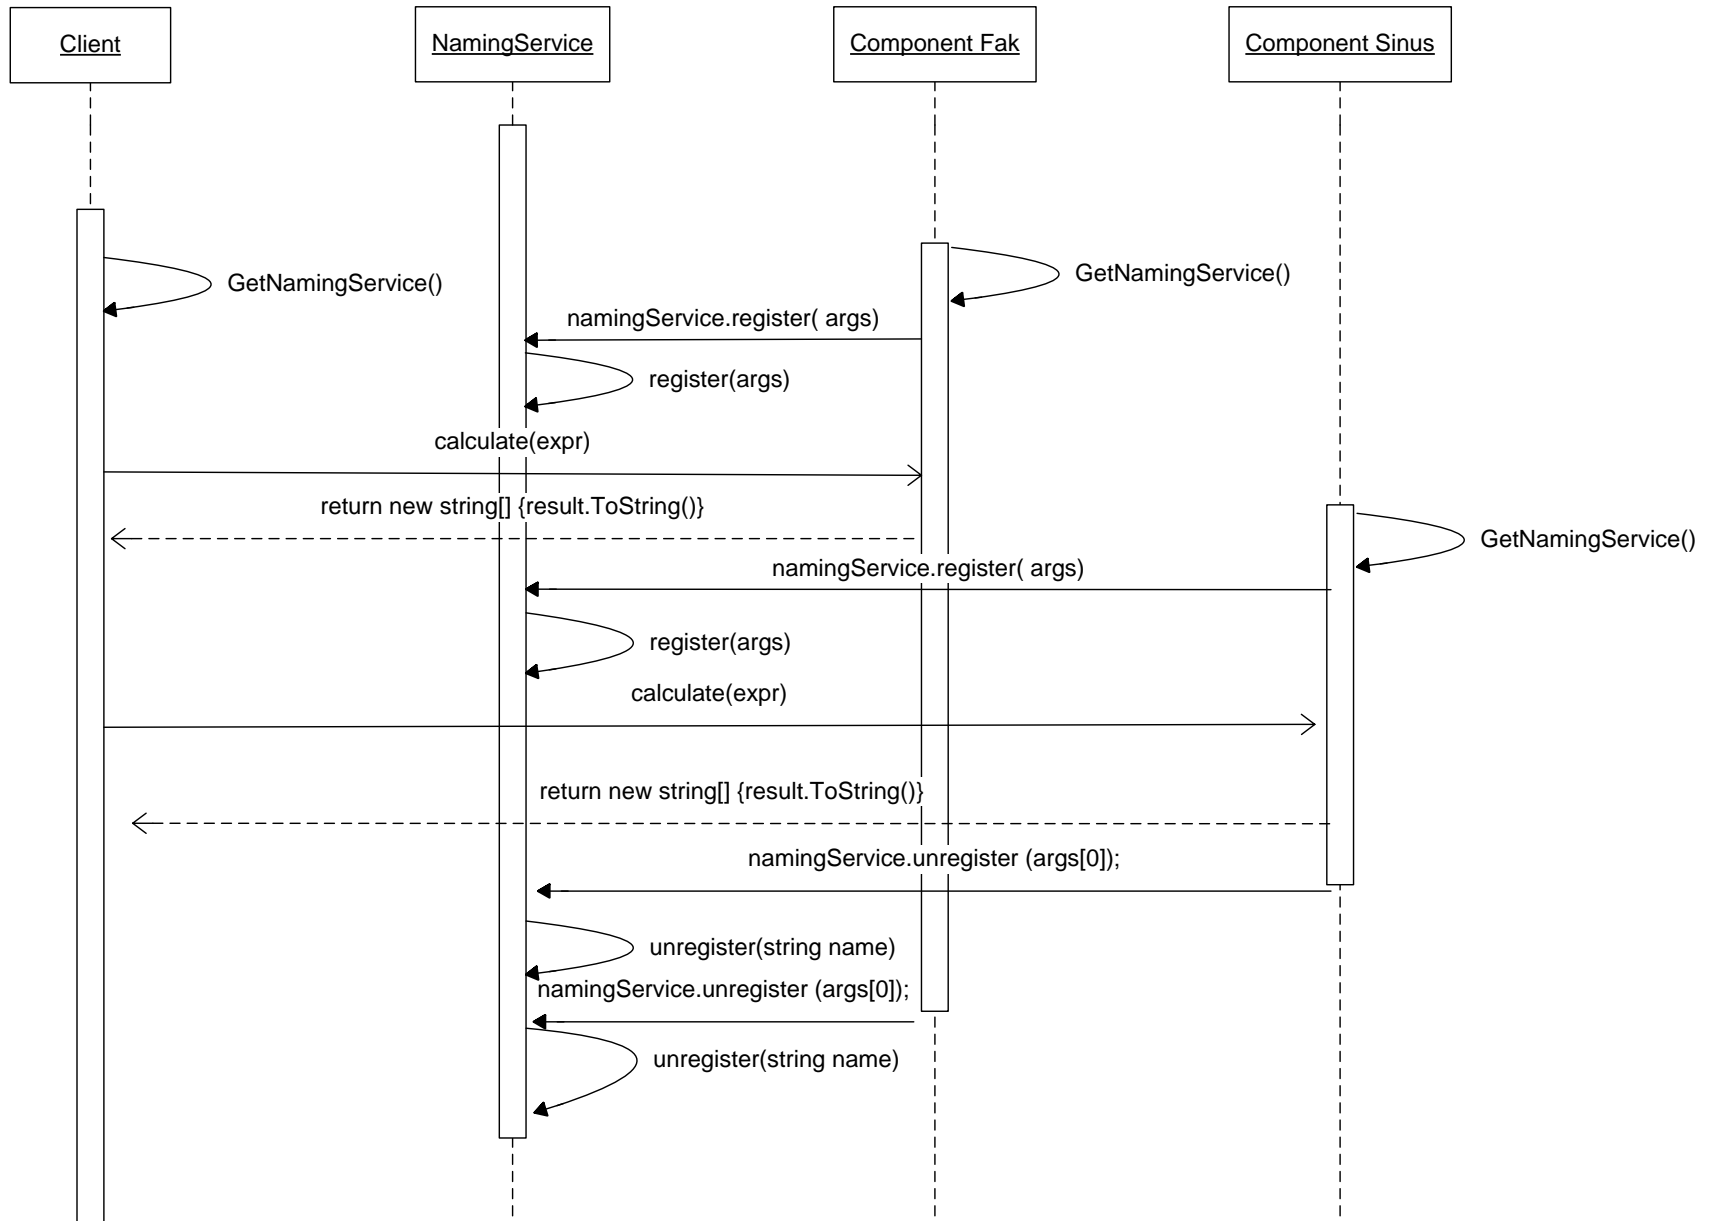 Client
NamingService
Component Fak
Component Sinus
GetNamingService()
GetNamingService()
namingService.register( args)
register(args)
calculate(expr)
return new string[] {result.ToString()}
GetNamingService()
namingService.register( args)
register(args)
calculate(expr)
return new string[] {result.ToString()}
namingService.unregister (args[0]);
unregister(string name)
namingService.unregister (args[0]);
unregister(string name)